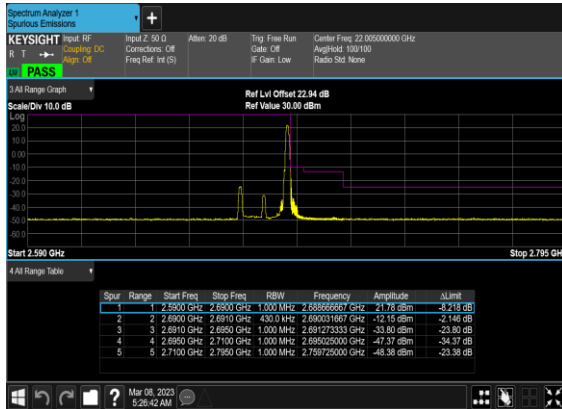 Spectrum Analyzer 1
Spurious Emissions
+
KEYSIGHT
R T
LXI
PASS
Input: RF
Coupling: DC
Align: Off
Input Z: 50 Ω
Corrections: Off
Freq Ref: Int (S)
Atten: 20 dB
Trig: Free Run
Gate: Off
IF Gain: Low
Center Freq: 22.005000000 GHz
Avg|Hold: 100/100
Radio Std: None
3 All Range Graph
Scale/Div 10.0 dB
Ref Lvl Offset 22.94 dB
Ref Value 30.00 dBm
Log
20.0
10.0
0.00
-10.0
-20.0
-30.0
-40.0
-50.0
-60.0
Start 2.590 GHz
Stop 2.795 GH
4 All Range Table
Spur Range Start Freq Stop Freq RBW Frequency Amplitude ΔLimit
1 1 2.5900 GHz 2.6900 GHz 1.000 MHz 2.688666667 GHz 21.78 dBm -8.218 dB
2 2 2.6900 GHz 2.6910 GHz 430.0 kHz 2.690031667 GHz -12.15 dBm -2.146 dB
3 3 2.6910 GHz 2.6950 GHz 1.000 MHz 2.691273333 GHz -33.80 dBm -23.80 dB
4 4 2.6950 GHz 2.7100 GHz 1.000 MHz 2.695025000 GHz -47.37 dBm -34.37 dB
5 5 2.7100 GHz 2.7950 GHz 1.000 MHz 2.759725000 GHz -48.38 dBm -23.38 dB
?
Mar 08, 2023
5:26:42 AM